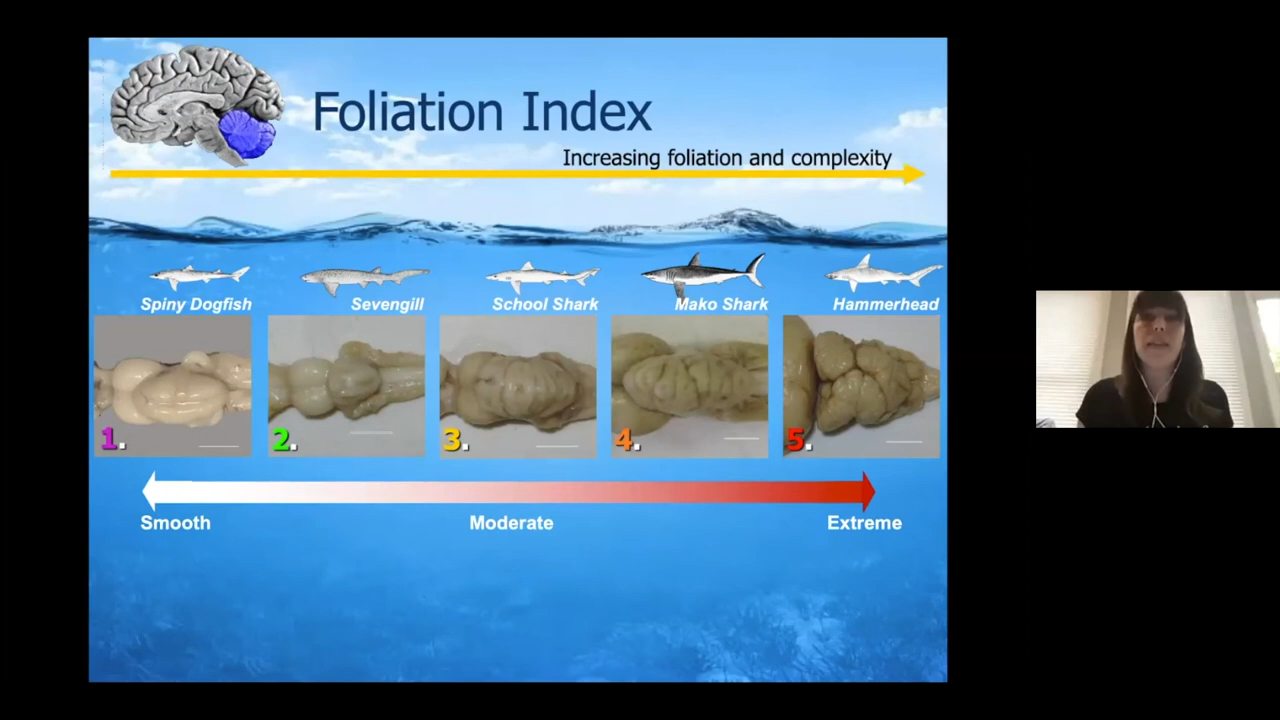 Foliation Index
Increasing foliation and complexity
Spiny Dogfish
Sevengill
School Shark
Mako Shark
Hammerhead
1.
2.
3.
4.
5.
Smooth
Moderate
Extreme